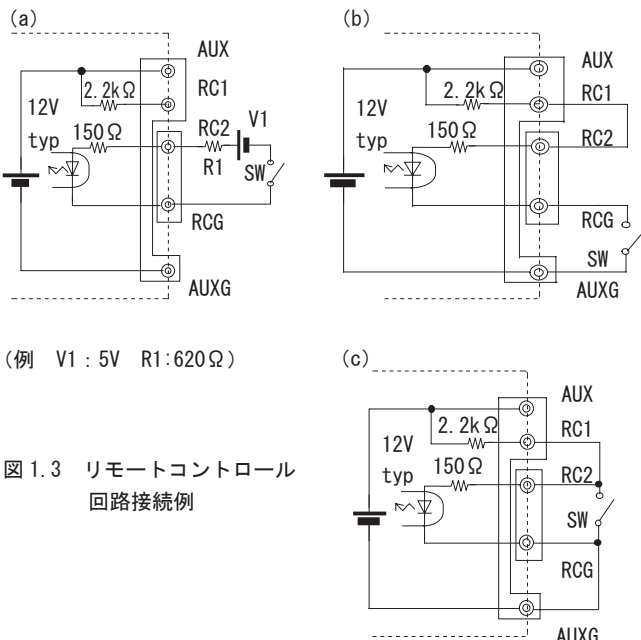 (a)
AUX
2.2kΩ
RC1
12V
typ
150Ω
RC2
V1
R1
SW
RCG
AUXG
(例 V1：5V R1:620Ω)
図1.3 リモートコントロール
回路接続例
(b)
AUX
2.2kΩ
RC1
12V
typ
150Ω
RC2
RCG
SW
AUXG
(c)
AUX
2.2kΩ
RC1
12V
typ
150Ω
RC2
SW
RCG
AUXG